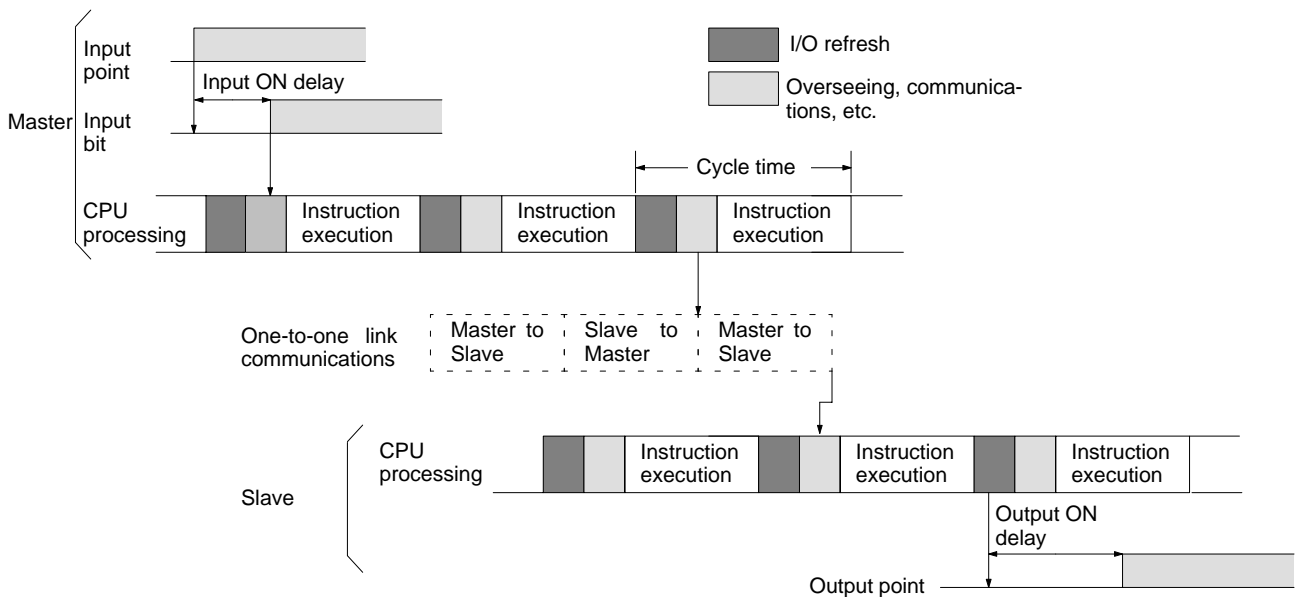 Input
point
I/O refresh
Input ON delay
Overseeing, communica-
tions, etc.
Master
Input
bit
Cycle time
CPU
processing
Instruction
execution
Instruction
execution
Instruction
execution
One-to-one link
communications
Master to
Slave
Slave to
Master
Master to
Slave
Slave
CPU
processing
Instruction
execution
Instruction
execution
Instruction
execution
Output ON
delay
Output point